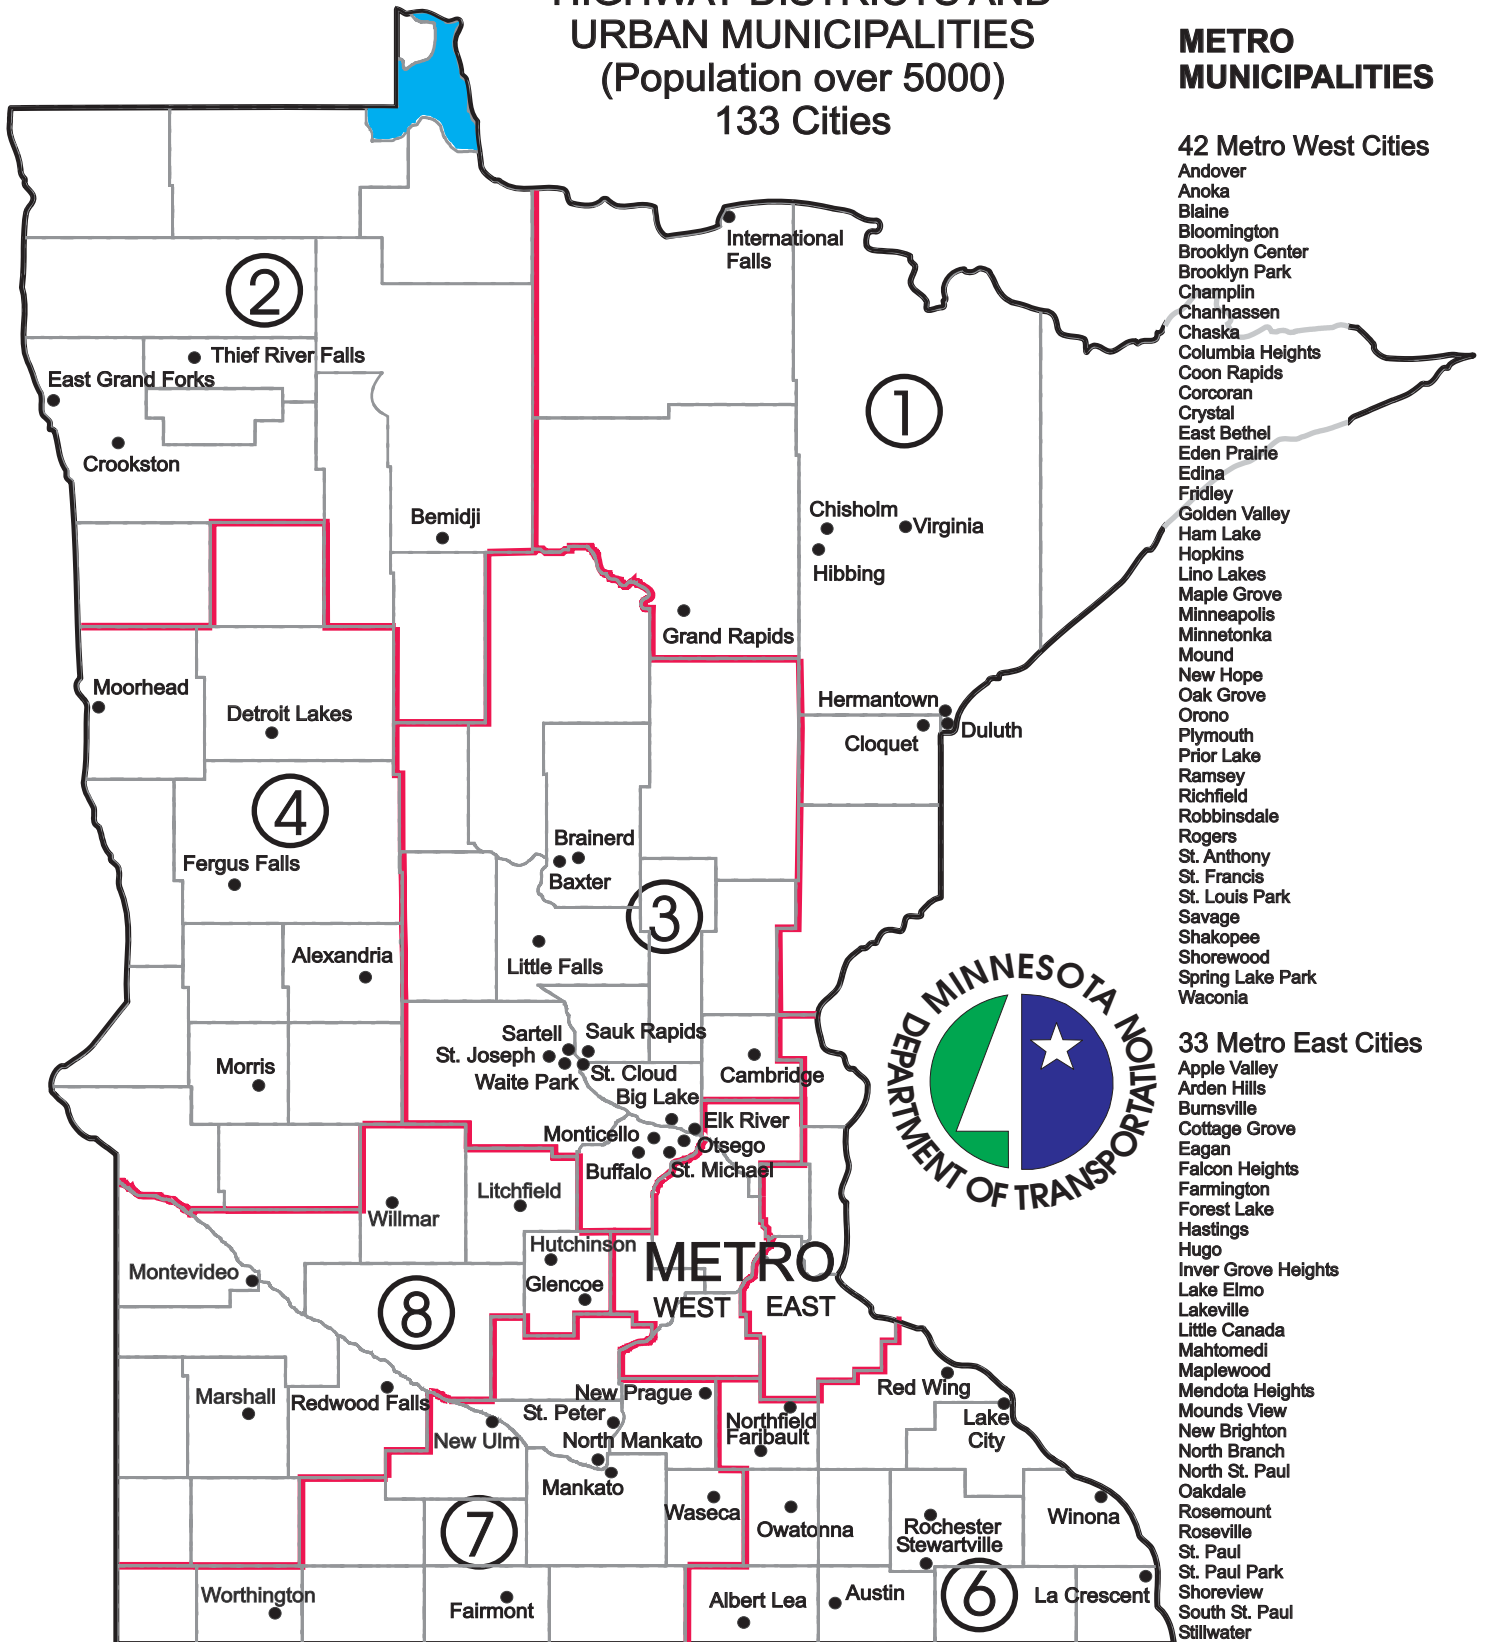 HIGHWAY DISTRICTS AND
URBAN MUNICIPALITIES
(Population over 5000)
133 Cities
METRO
MUNICIPALITIES
42 Metro West Cities
Andover
Anoka
Blaine
Bloomington
Brooklyn Center
Brooklyn Park
Champlin
Chanhassen
Chaska
Columbia Heights
Coon Rapids
Corcoran
Crystal
East Bethel
Eden Prairie
Edina
Fridley
Golden Valley
Ham Lake
Hopkins
Lino Lakes
Maple Grove
Minneapolis
Minnetonka
Mound
New Hope
Oak Grove
Orono
Plymouth
Prior Lake
Ramsey
Richfield
Robbinsdale
Rogers
St. Anthony
St. Francis
St. Louis Park
Savage
Shakopee
Shorewood
Spring Lake Park
Waconia
33 Metro East Cities
Apple Valley
Arden Hills
Burnsville
Cottage Grove
Eagan
Falcon Heights
Farmington
Forest Lake
Hastings
Hugo
Inver Grove Heights
Lake Elmo
Lakeville
Little Canada
Mahtomedi
Maplewood
Mendota Heights
Mounds View
New Brighton
North Branch
North St. Paul
Oakdale
Rosemount
Roseville
St. Paul
St. Paul Park
Shoreview
South St. Paul
Stillwater
International
Falls
2
Thief River Falls
East Grand Forks
Crookston
1
Bemidji
Chisholm
Virginia
Hibbing
Grand Rapids
Moorhead
Detroit Lakes
Hermantown
Duluth
Cloquet
4
Fergus Falls
Brainerd
Baxter
3
Alexandria
Little Falls
Sartell
Sauk Rapids
St. Joseph
Waite Park
St. Cloud
Morris
Cambridge
Big Lake
Elk River
Monticello
Otsego
Buffalo
St. Michael
MINNESOTA
DEPARTMENT OF TRANSPORTATION
Litchfield
Willmar
Hutchinson
Montevideo
Glencoe
METRO
WEST
EAST
8
Marshall
Redwood Falls
New Prague
Red Wing
St. Peter
Northfield
Faribault
Lake
City
New Ulm
North Mankato
Mankato
Waseca
7
Owatonna
Rochester
Stewartville
Winona
Worthington
Fairmont
Albert Lea
Austin
6
La Crescent